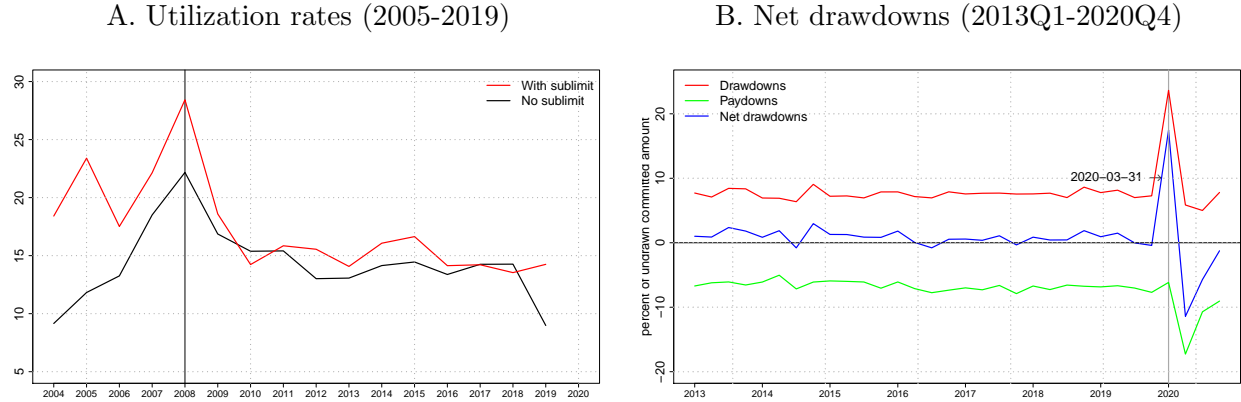 A. Utilization rates (2005-2019)
With sublimit
No sublimit
30
25
20
15
10
5
2004 2005 2006 2007 2008 2009 2010 2011 2012 2013 2014 2015 2016 2017 2018 2019 2020
B. Net drawdowns (2013Q1-2020Q4)
Drawdowns
Paydowns
Net drawdowns
2020−03−31
percent or undrawn committed amount
20
10
0
−10
−20
2013 2014 2015 2016 2017 2018 2019 2020